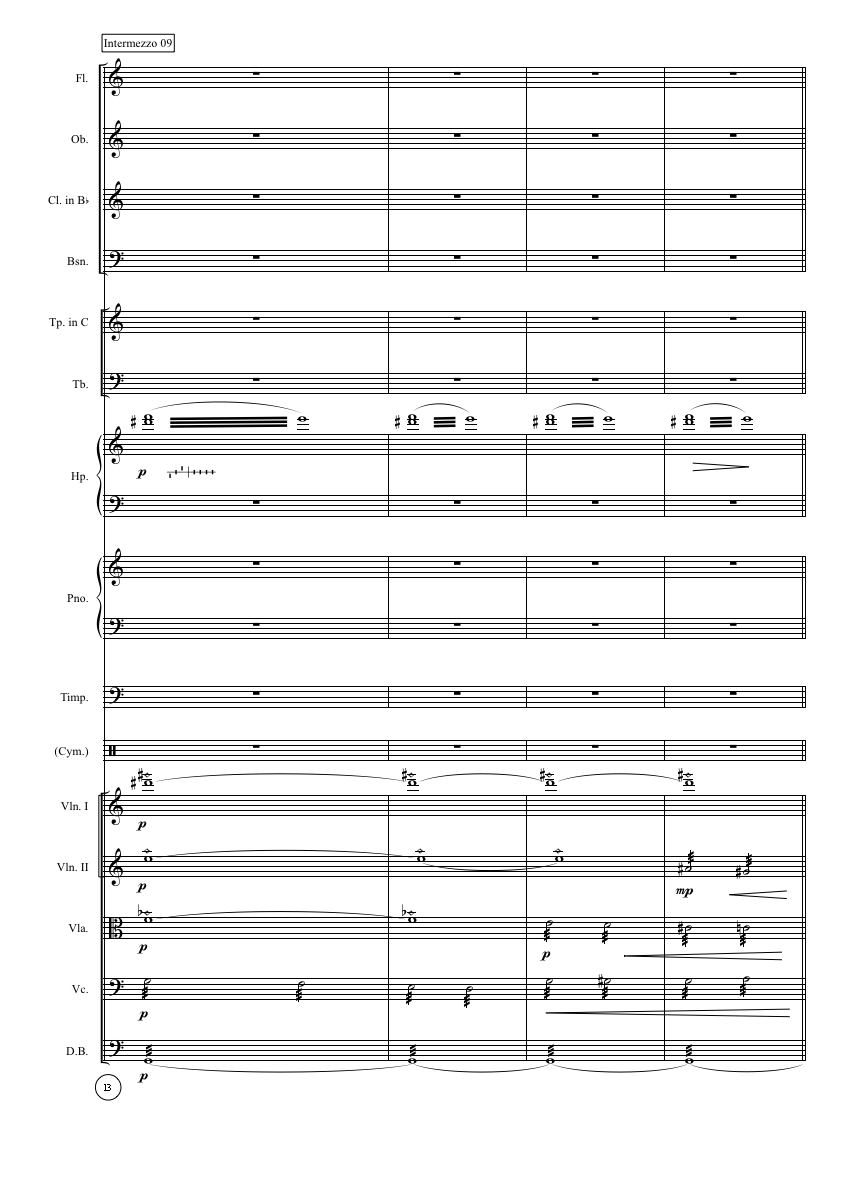 Intermezzo 09
Fl.
Ob.
Cl. in B♭
Bsn.
Tp. in C
Tb.
Hp.
p
Pno.
Timp.
(Cym.)
Vln. I
p
Vln. II
p
mp
Vla.
p
p
Vc.
p
D.B.
p
13